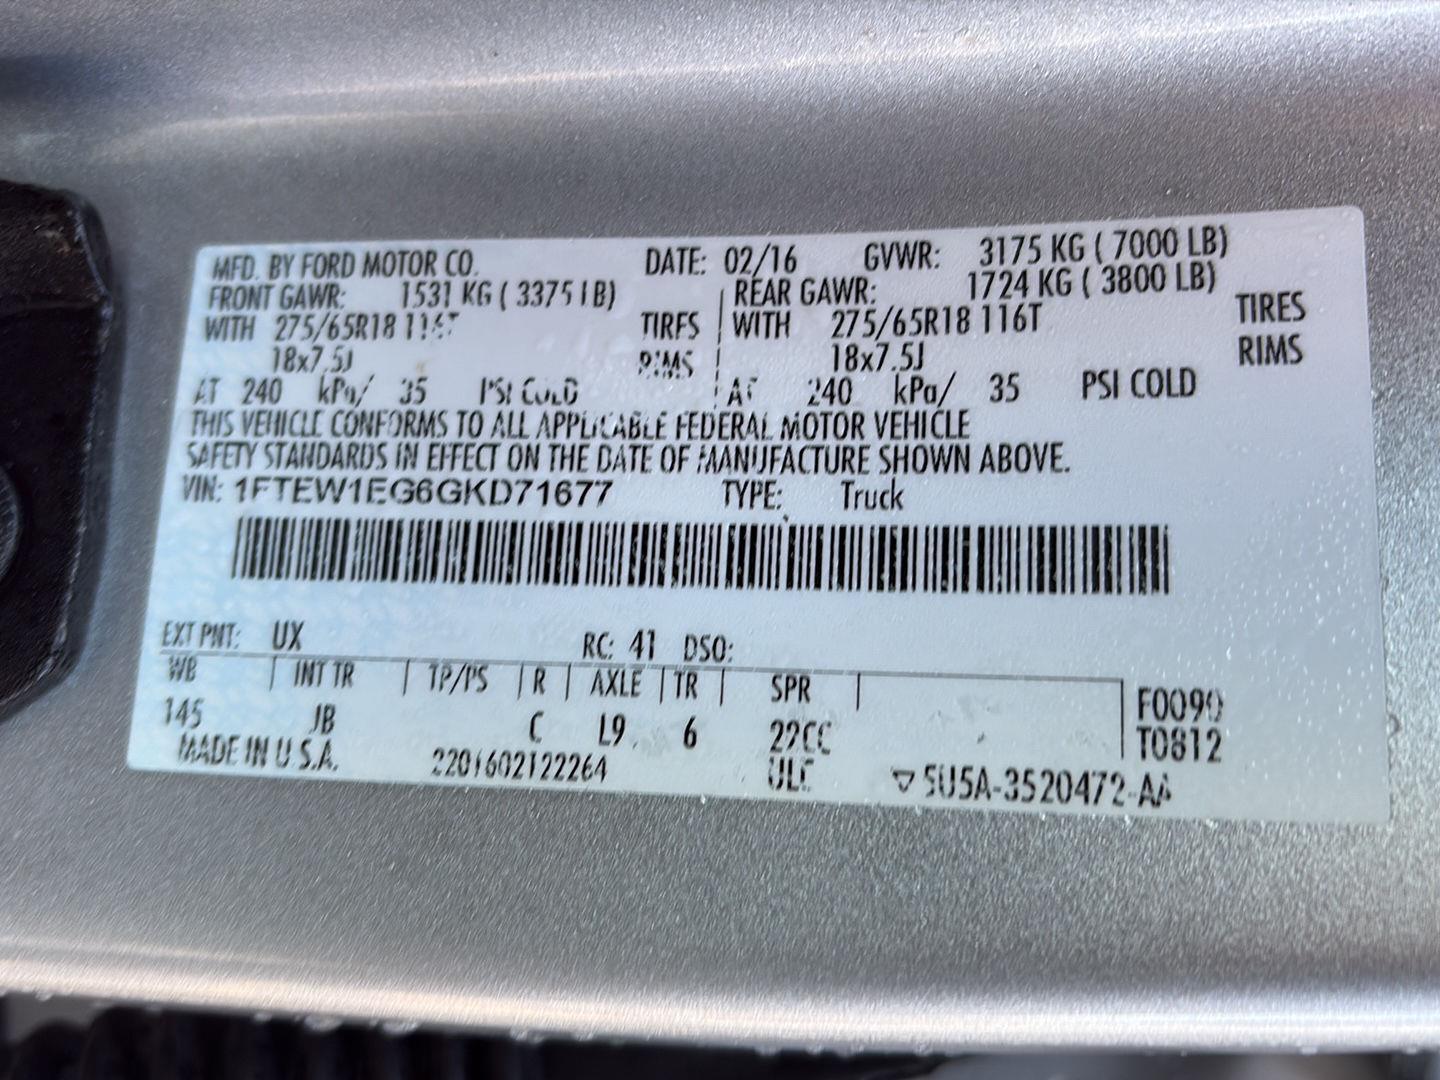 MFD. BY FORD MOTOR CO. DATE: 02/16 GVWR: 3175 KG ( 7000 LB)
FRONT GAWR: 1531 KG ( 3375 LB) REAR GAWR: 1724 KG ( 3800 LB)
WITH 275/65R18 116T TIRES WITH 275/65R18 116T TIRES
18x7.5J RIMS 18x7.5J RIMS
AT 240 kPa/ 35 PSI COLD AT 240 kPa/ 35 PSI COLD
THIS VEHICLE CONFORMS TO ALL APPLICABLE FEDERAL MOTOR VEHICLE
SAFETY STANDARDS IN EFFECT ON THE DATE OF MANUFACTURE SHOWN ABOVE.
VIN: 1FTEW1EG6GKD71677 TYPE: Truck
EXT PNT: UX RC: 41 DSO:
WB INT TR TP/PS R AXLE TR SPR
145 JB C L9 6 22CC F0090
T0812
MADE IN U.S.A. 2201602122264 ULC ▽ 5U5A-3520472-AA